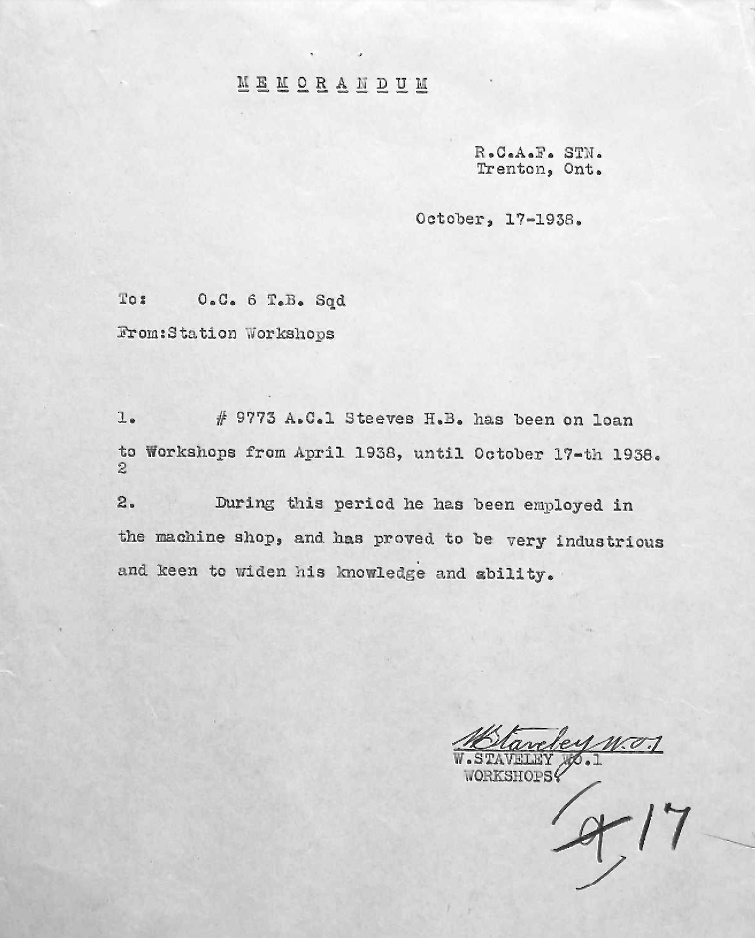 MEMORANDUM
R.C.A.F. STN.
Trenton, Ont.
October, 17-1938.
To: O.C. 6 T.B. Sqd
From:Station Workshops
1. # 9773 A.C.1 Steeves H.B. has been on loan
to Workshops from April 1938, until October 17-th 1938.
2
2. During this period he has been employed in
the machine shop, and has proved to be very industrious
and keen to widen his knowledge and ability.
W Staveley W.O.1
W.STAVELEY WO.1
WORKSHOPS
17